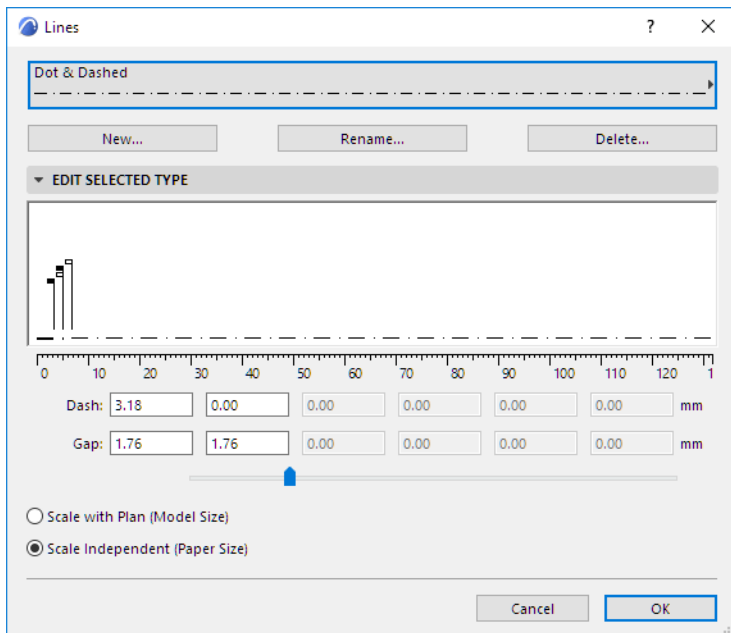 Lines ?
Dot & Dashed
New... Rename... Delete...
EDIT SELECTED TYPE
0 10 20 30 40 50 60 70 80 90 100 110 120 1
Dash: 3.18 0.00 0.00 0.00 0.00 0.00 mm
Gap: 1.76 1.76 0.00 0.00 0.00 0.00 mm
Scale with Plan (Model Size)
Scale Independent (Paper Size)
Cancel OK